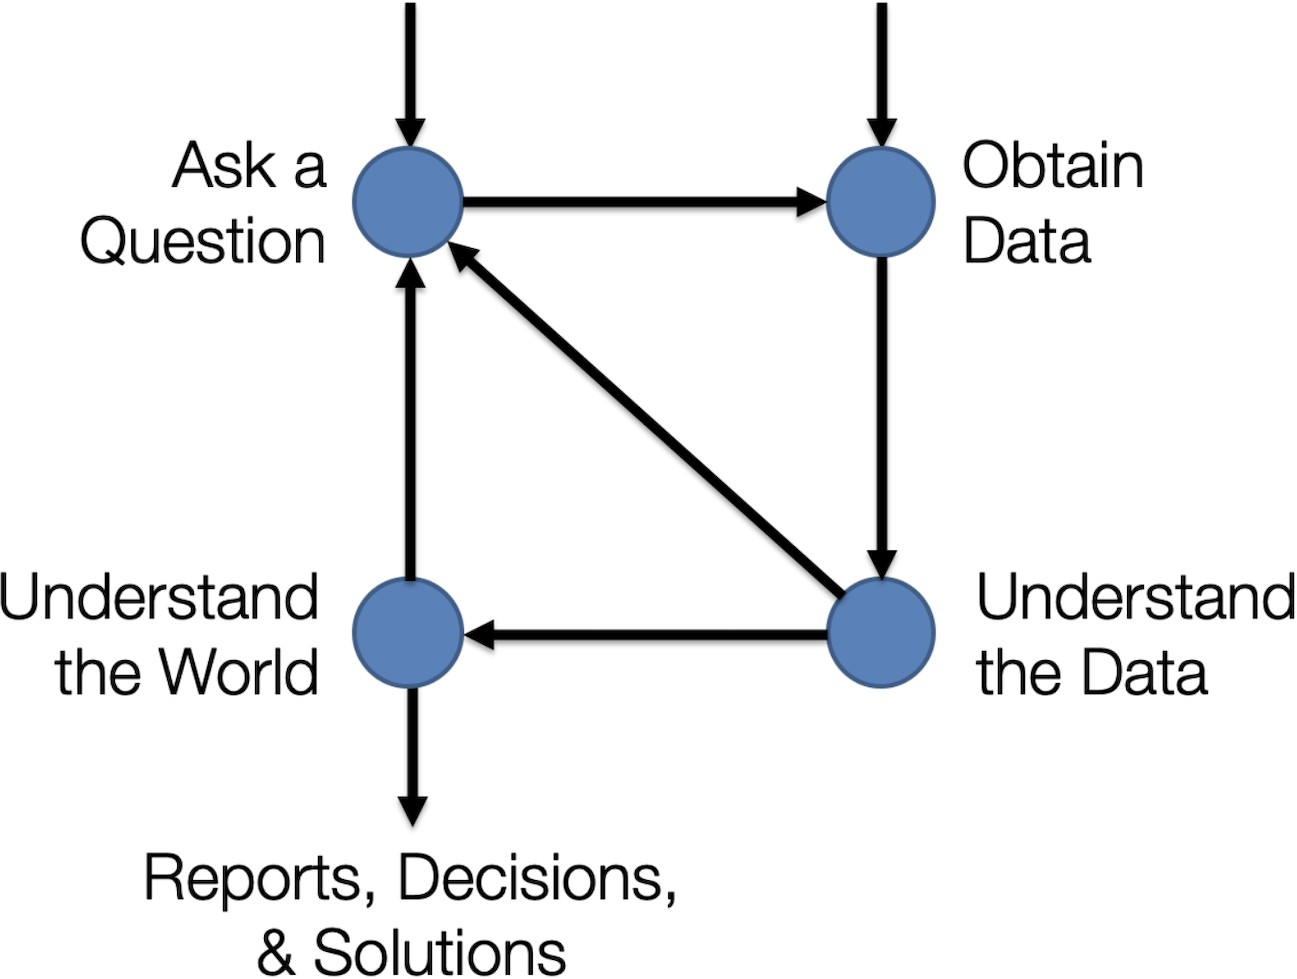 Ask a
Question
Obtain
Data
Understand
the World
Understand
the Data
Reports, Decisions,
& Solutions